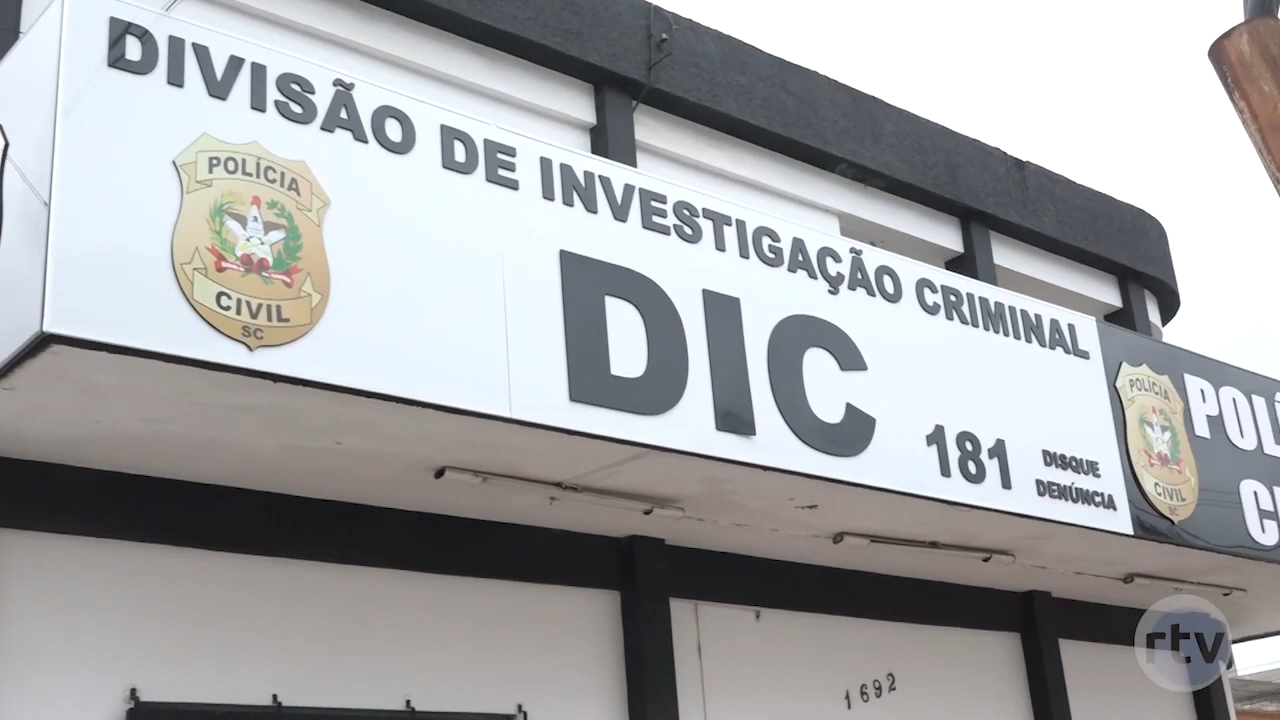 DIVISÃO DE INVESTIGAÇÃO CRIMINAL
POLÍCIA
CIVIL
SC
DIC
181
DISQUE
DENÚNCIA
POLÍCIA
CIVIL
SC
1692
rtv